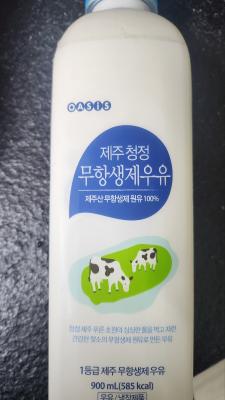 OASIS
제주 청정
무항생제우유
제주산 무항생제 원유 100%
청정 제주 푸른 초원의 싱싱한 풀을 먹고 자란
건강한 젖소의 무항생제 원유로 만든 우유
1등급 제주 무항생제 우유
900 mL(585 kcal)
우유 / 냉장제품